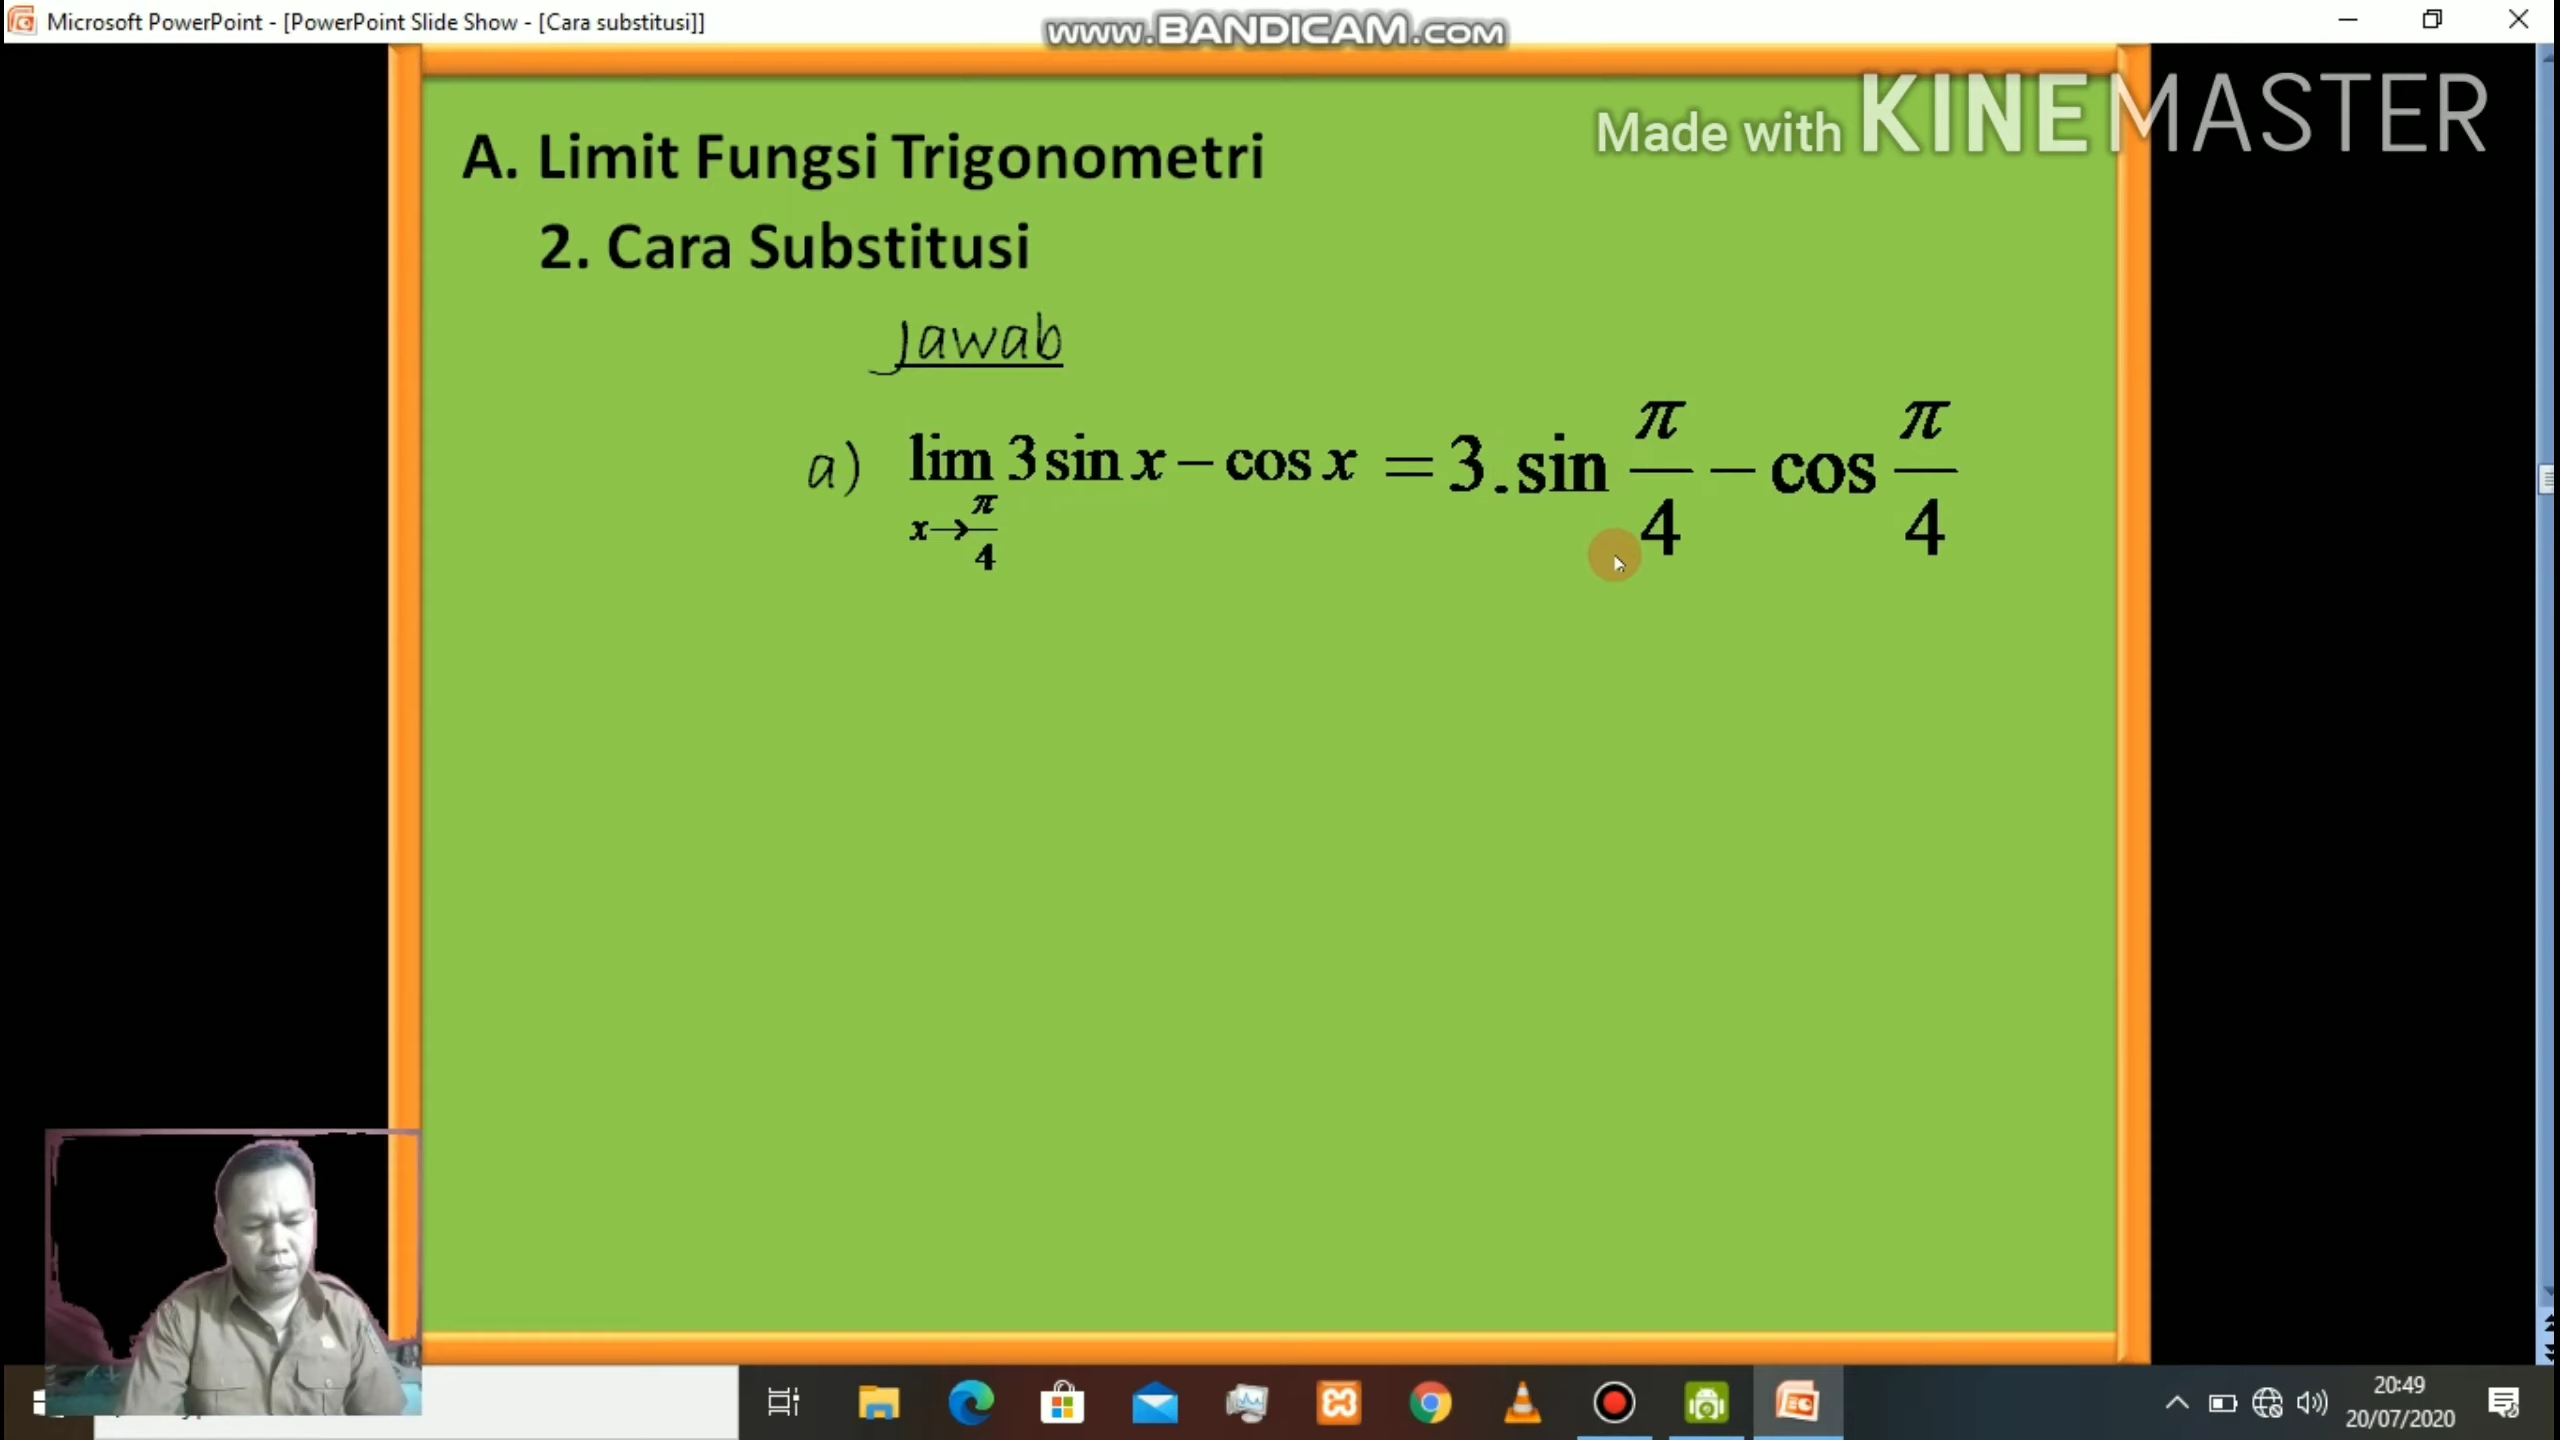 Microsoft PowerPoint - [PowerPoint Slide Show - [Cara substitusi]]
www.BANDICAM.com
Made with KINEMASTER
A. Limit Fungsi Trigonometri
2. Cara Substitusi
Jawab
a) lim x→π/4 3 sin x − cos x = 3 . sin π/4 − cos π/4
20:49
20/07/2020